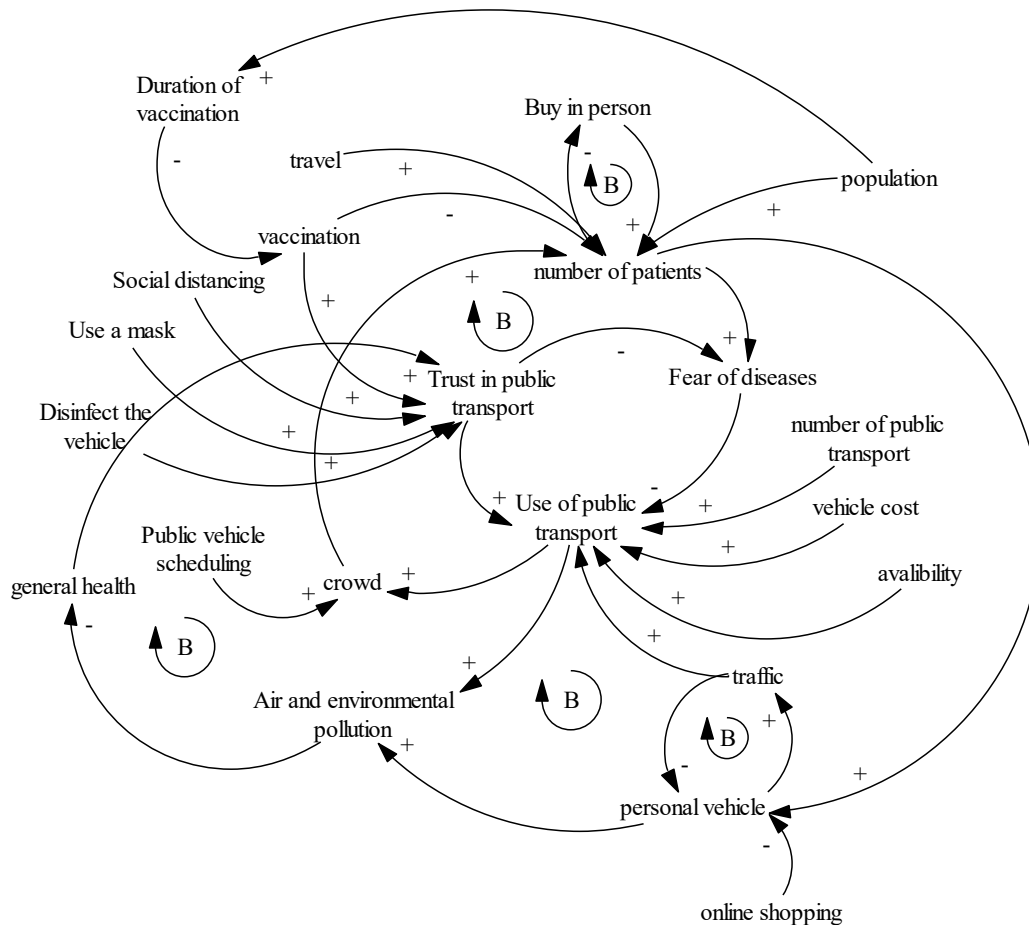 Duration of
vaccination
+
-
Buy in person
-
B
+
travel
+
population
+
vaccination
-
+
number of patients
+
Social distancing
B
Use a mask
+
-
Fear of diseases
+
Trust in public
transport
+
+
+
Disinfect the
vehicle
number of public
transport
-
+
Use of public
transport
+
vehicle cost
+
Public vehicle
scheduling
+
general health
-
crowd
+
avalibility
+
+
B
+
B
traffic
Air and environmental
pollution
+
B
+
-
+
personal vehicle
-
online shopping